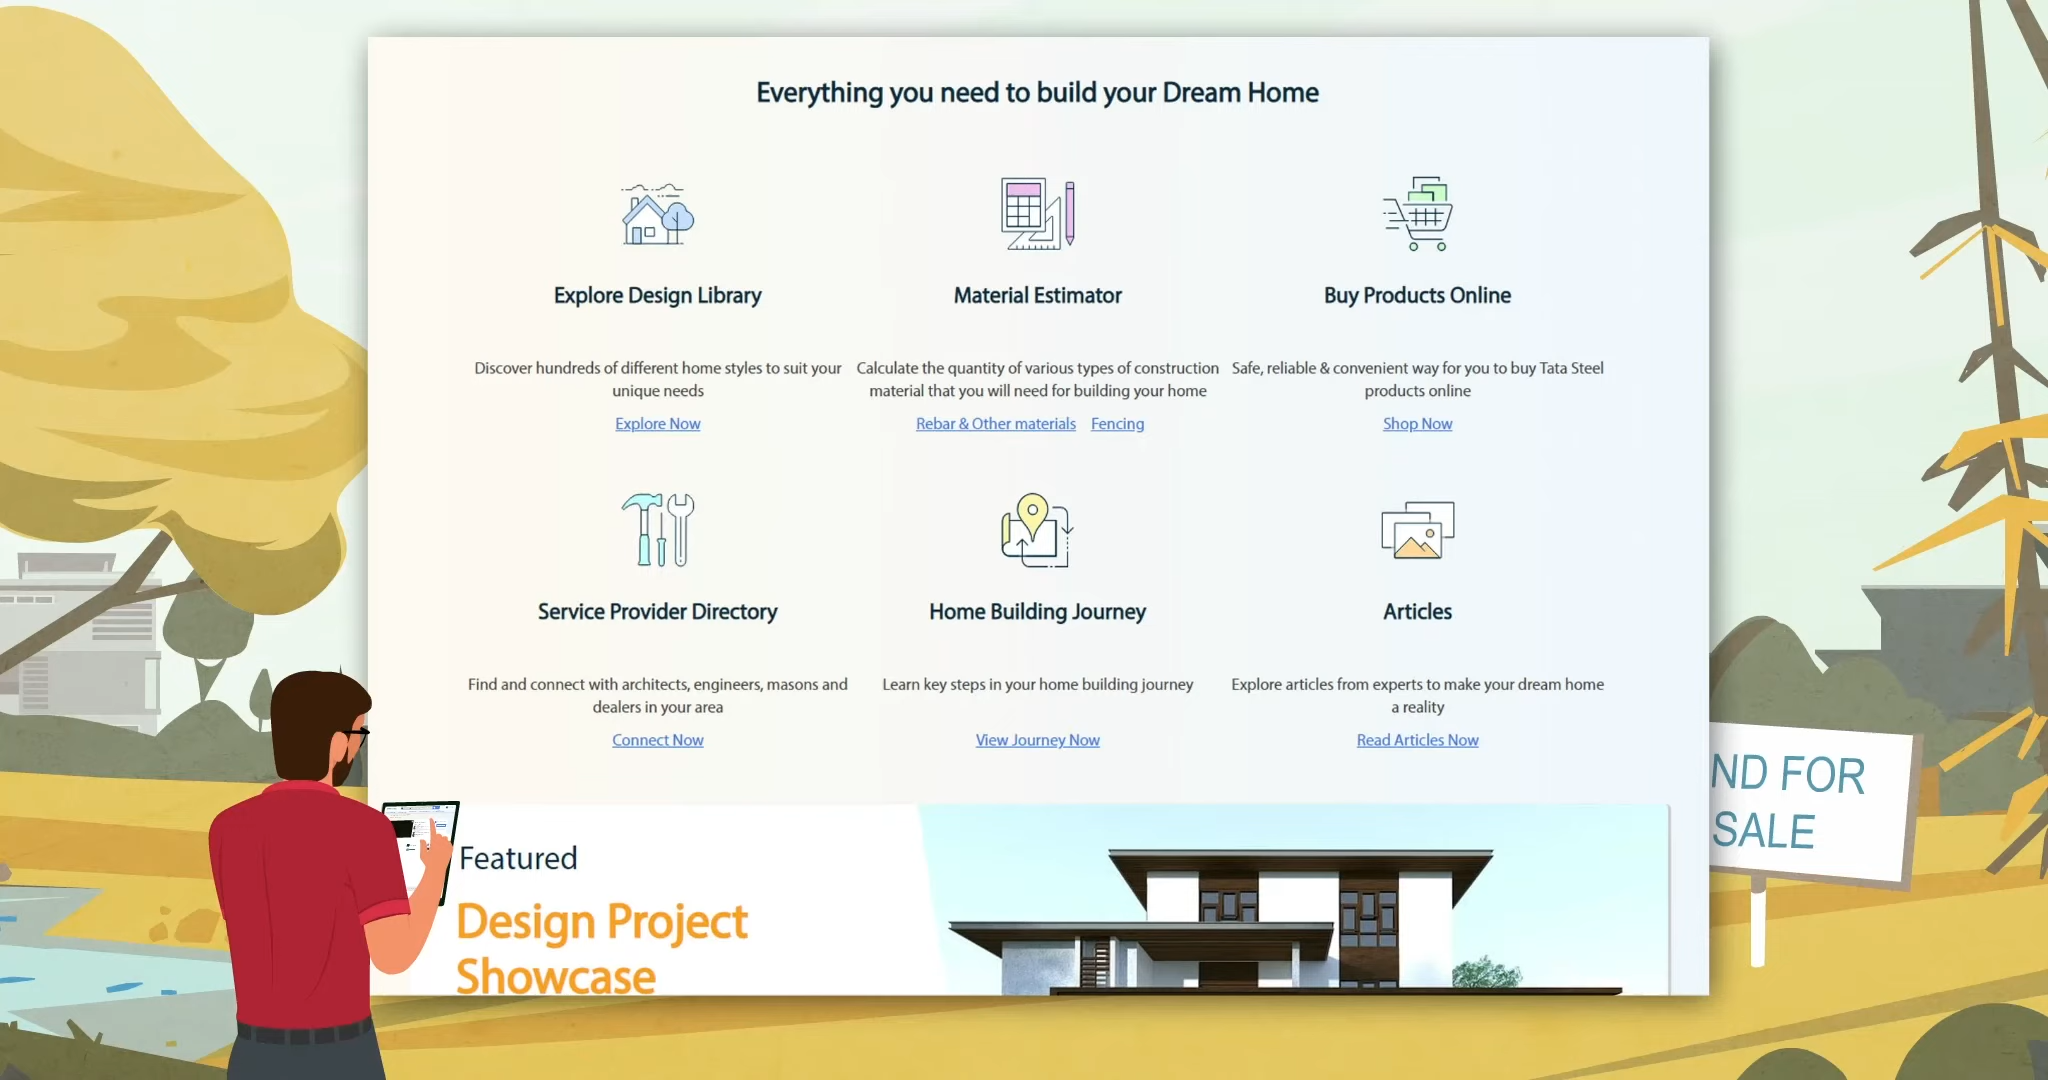 Everything you need to build your Dream Home
Explore Design Library
Discover hundreds of different home styles to suit your
unique needs
Explore Now
Material Estimator
Calculate the quantity of various types of construction
material that you will need for building your home
Rebar & Other materials Fencing
Buy Products Online
Safe, reliable & convenient way for you to buy Tata Steel
products online
Shop Now
Service Provider Directory
Find and connect with architects, engineers, masons and
dealers in your area
Connect Now
Home Building Journey
Learn key steps in your home building journey
View Journey Now
Articles
Explore articles from experts to make your dream home
a reality
Read Articles Now
Featured
Design Project
Showcase
ND FOR
SALE